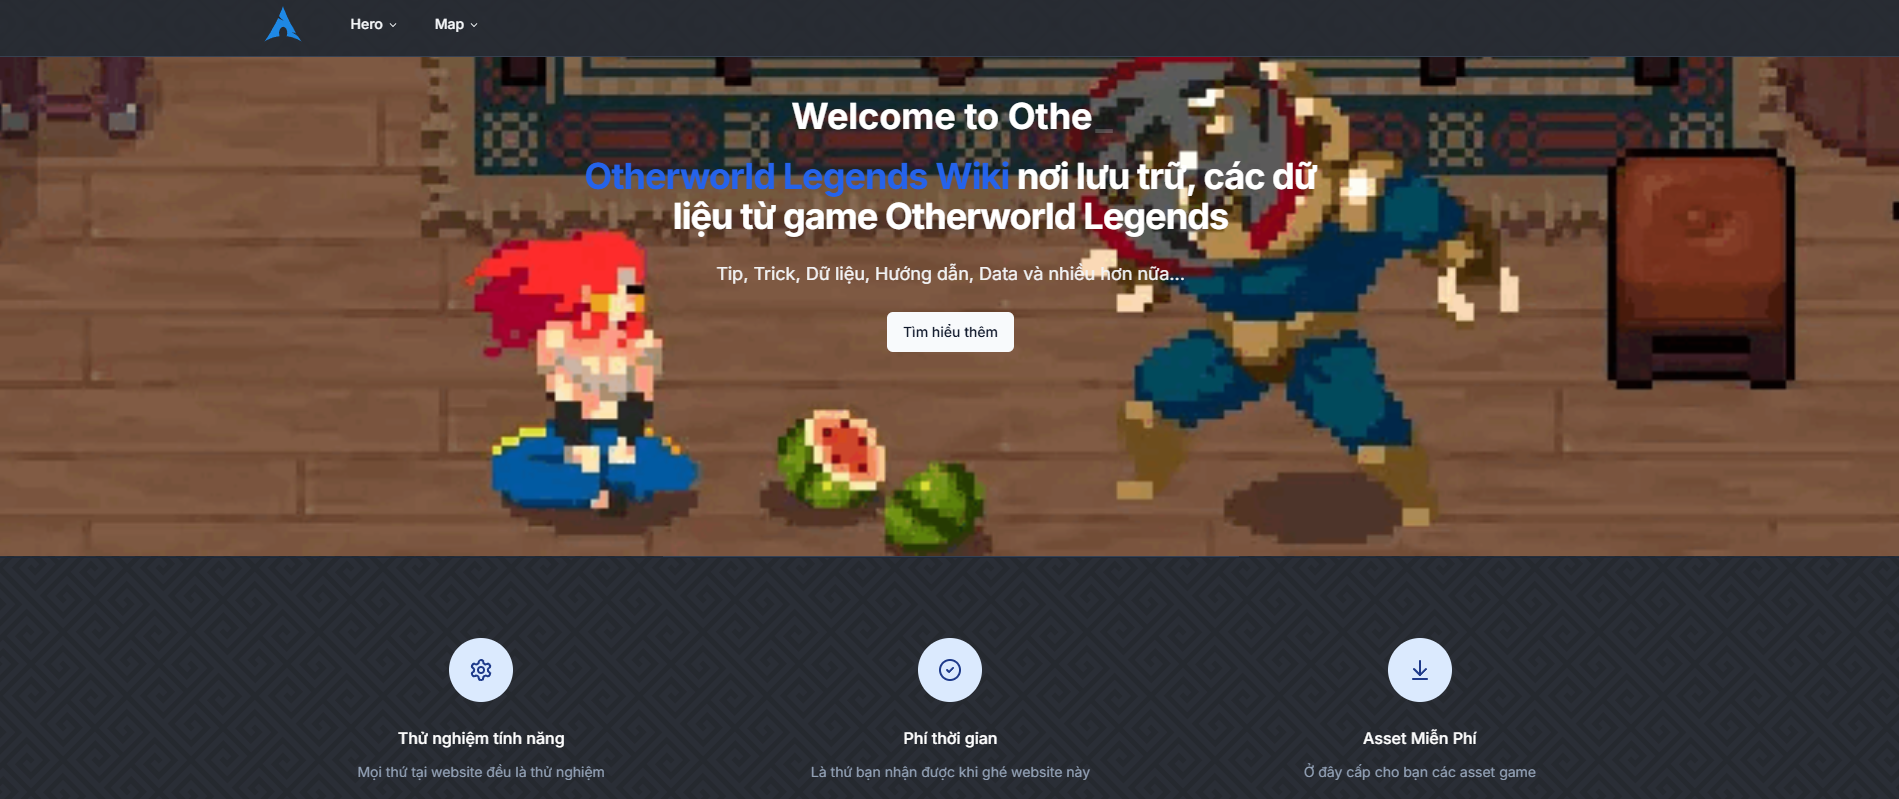 Hero
Map
Welcome to Othe_
Otherworld Legends Wiki nơi lưu trữ, các dữ
liệu từ game Otherworld Legends
Tip, Trick, Dữ liệu, Hướng dẫn, Data và nhiều hơn nữa...
Tìm hiểu thêm
Thử nghiệm tính năng
Phí thời gian
Asset Miễn Phí
Mọi thứ tại website đều là thử nghiệm
Là thứ bạn nhận được khi ghé website này
Ở đây cấp cho bạn các asset game